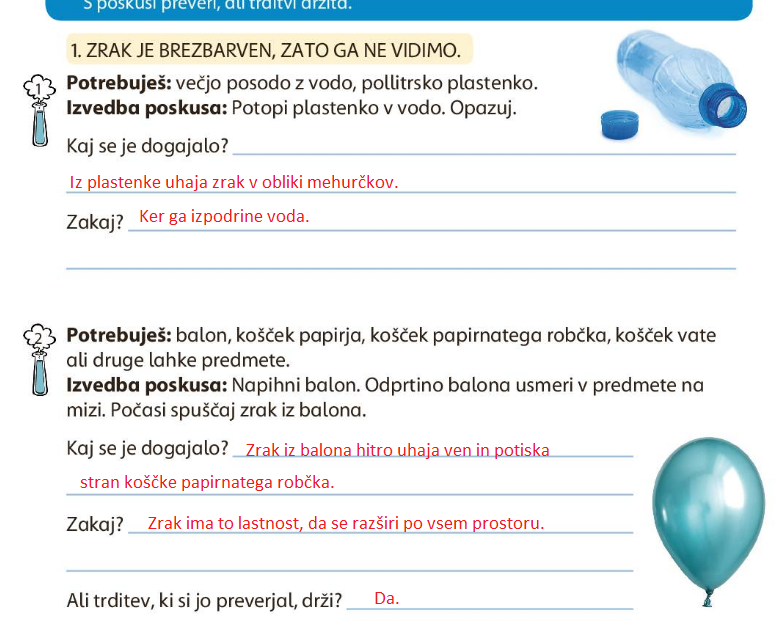 S poskusi preveri, ali trditvi držita.
1. ZRAK JE BREZBARVEN, ZATO GA NE VIDIMO.
1
Potrebuješ: večjo posodo z vodo, pollitrsko plastenko.
Izvedba poskusa: Potopi plastenko v vodo. Opazuj.
Kaj se je dogajalo?
Iz plastenke uhaja zrak v obliki mehurčkov.
Zakaj? Ker ga izpodrine voda.
2
Potrebuješ: balon, košček papirja, košček papirnatega robčka, košček vate
ali druge lahke predmete.
Izvedba poskusa: Napihni balon. Odprtino balona usmeri v predmete na
mizi. Počasi spuščaj zrak iz balona.
Kaj se je dogajalo? Zrak iz balona hitro uhaja ven in potiska
stran koščke papirnatega robčka.
Zakaj? Zrak ima to lastnost, da se razširi po vsem prostoru.
Ali trditev, ki si jo preverjal, drži? Da.